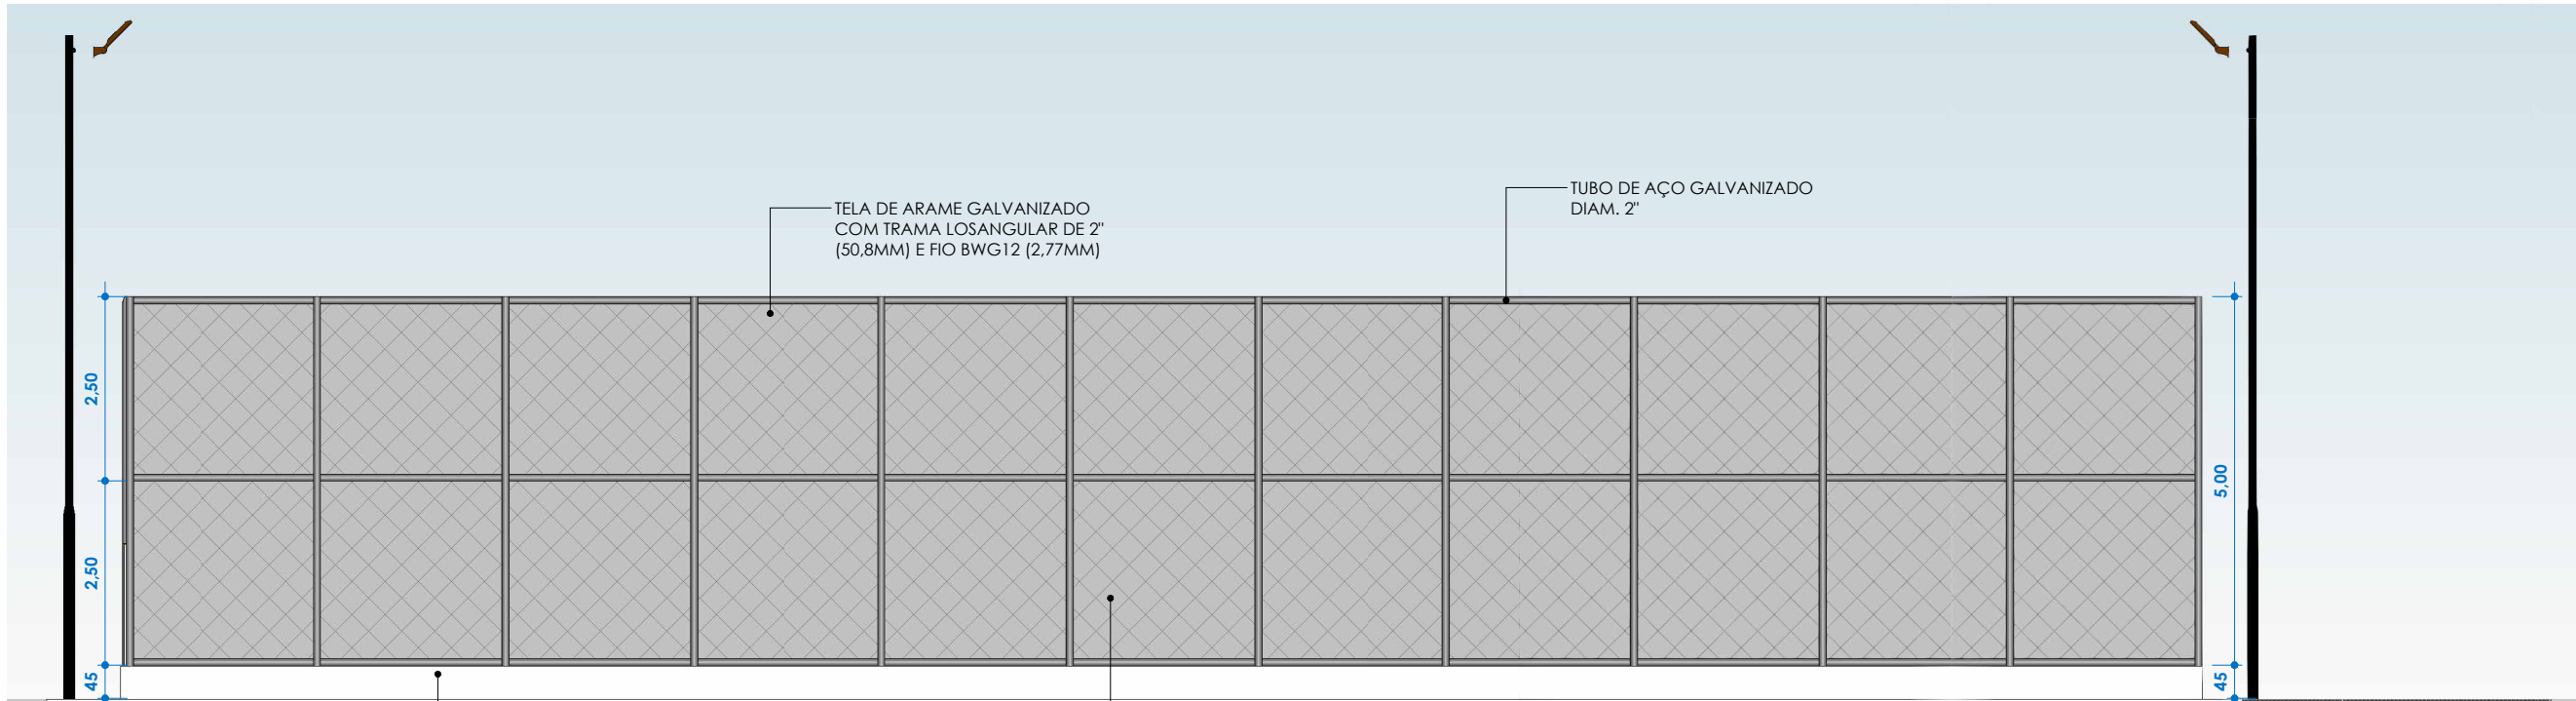 TELA DE ARAME GALVANIZADO
COM TRAMA LOSANGULAR DE 2"
(50,8MM) E FIO BWG12 (2,77MM)
TUBO DE AÇO GALVANIZADO
DIAM. 2"
2,50
2,50
45
5,00
45